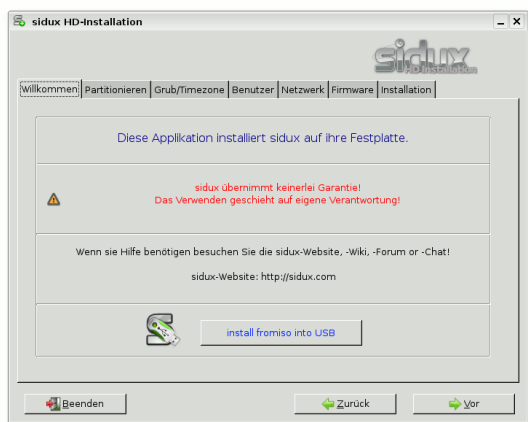 sidux HD-Installation
sidux
HD-Installation
Willkommen Partitionieren Grub/Timezone Benutzer Netzwerk Firmware Installation
Diese Applikation installiert sidux auf ihre Festplatte.
sidux übernimmt keinerlei Garantie!
Das Verwenden geschieht auf eigene Verantwortung!
Wenn sie Hilfe benötigen besuchen Sie die sidux-Website, -Wiki, -Forum or -Chat!
sidux-Website: http://sidux.com
install fromiso into USB
Beenden Zurück Vor